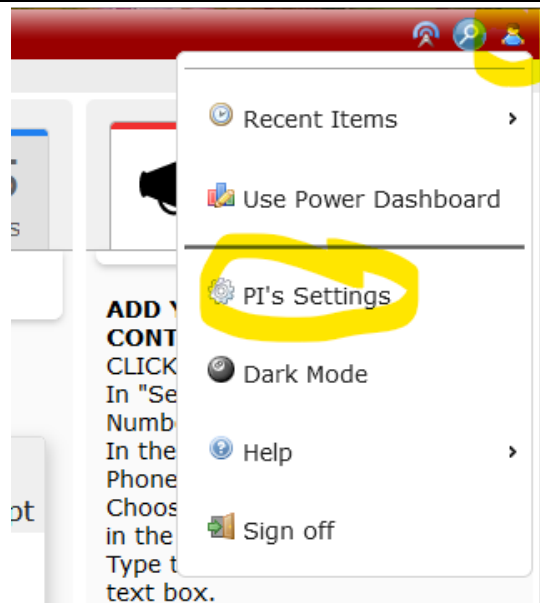 Recent Items
Use Power Dashboard
PI's Settings
Dark Mode
Help
Sign off
s
ADD
CONT
CLICK
In "Se
Numb
In the
Phone
Choos
in the
Type t
text box.
pt